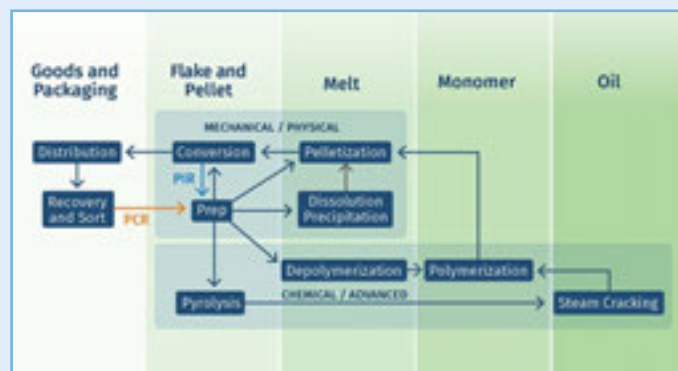 Goods and
Packaging
Flake and
Pellet
Melt
Monomer
Oil
MECHANICAL / PHYSICAL
Distribution
Conversion
Pelletization
PIR
Recovery
and Sort
PCR
Prep
Dissolution
Precipitation
Depolymerization
Polymerization
Pyrolysis
CHEMICAL / ADVANCED
Steam Cracking